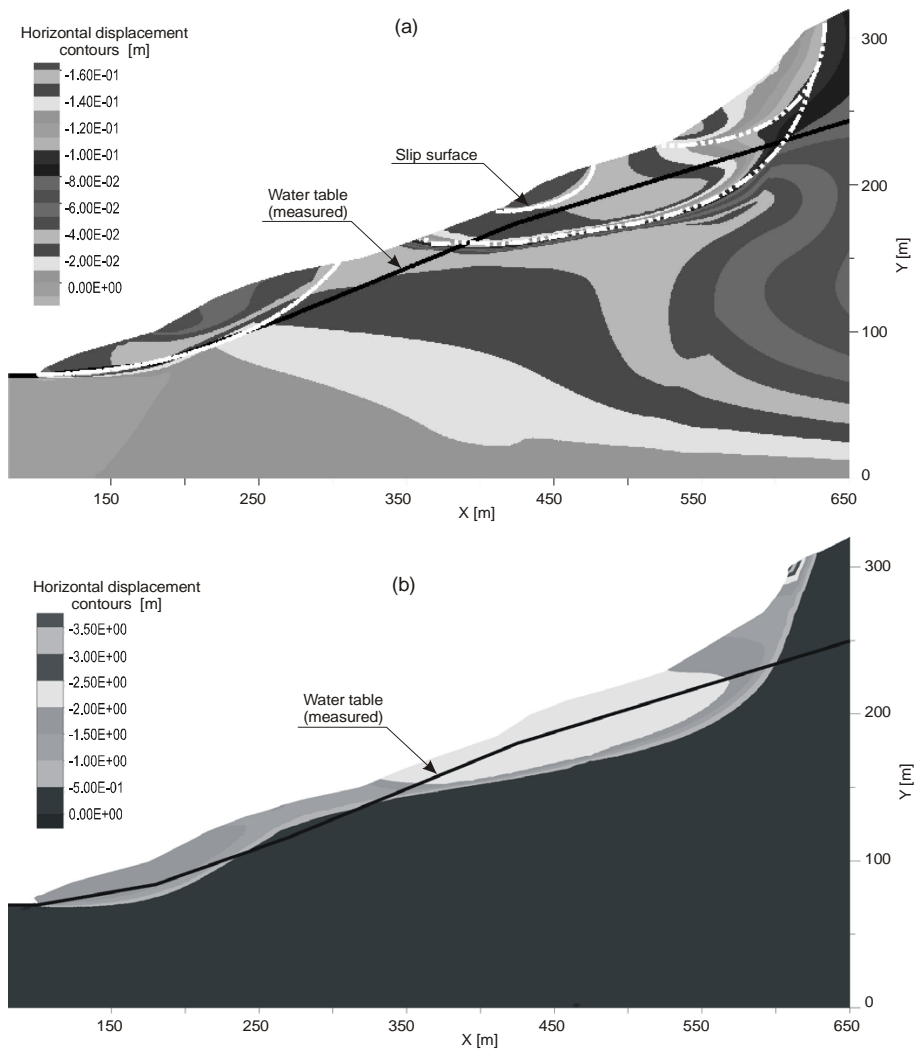 (a)
Horizontal displacement
contours [m]
-1.60E-01
-1.40E-01
-1.20E-01
-1.00E-01
-8.00E-02
-6.00E-02
-4.00E-02
-2.00E-02
0.00E+00
Slip surface
Water table
(measured)
300
200
100
0
Y [m]
150
250
350
450
550
650
X [m]
(b)
Horizontal displacement
contours [m]
-3.50E+00
-3.00E+00
-2.50E+00
-2.00E+00
-1.50E+00
-1.00E+00
-5.00E-01
0.00E+00
Water table
(measured)
300
200
100
0
Y [m]
150
250
350
450
550
650
X [m]